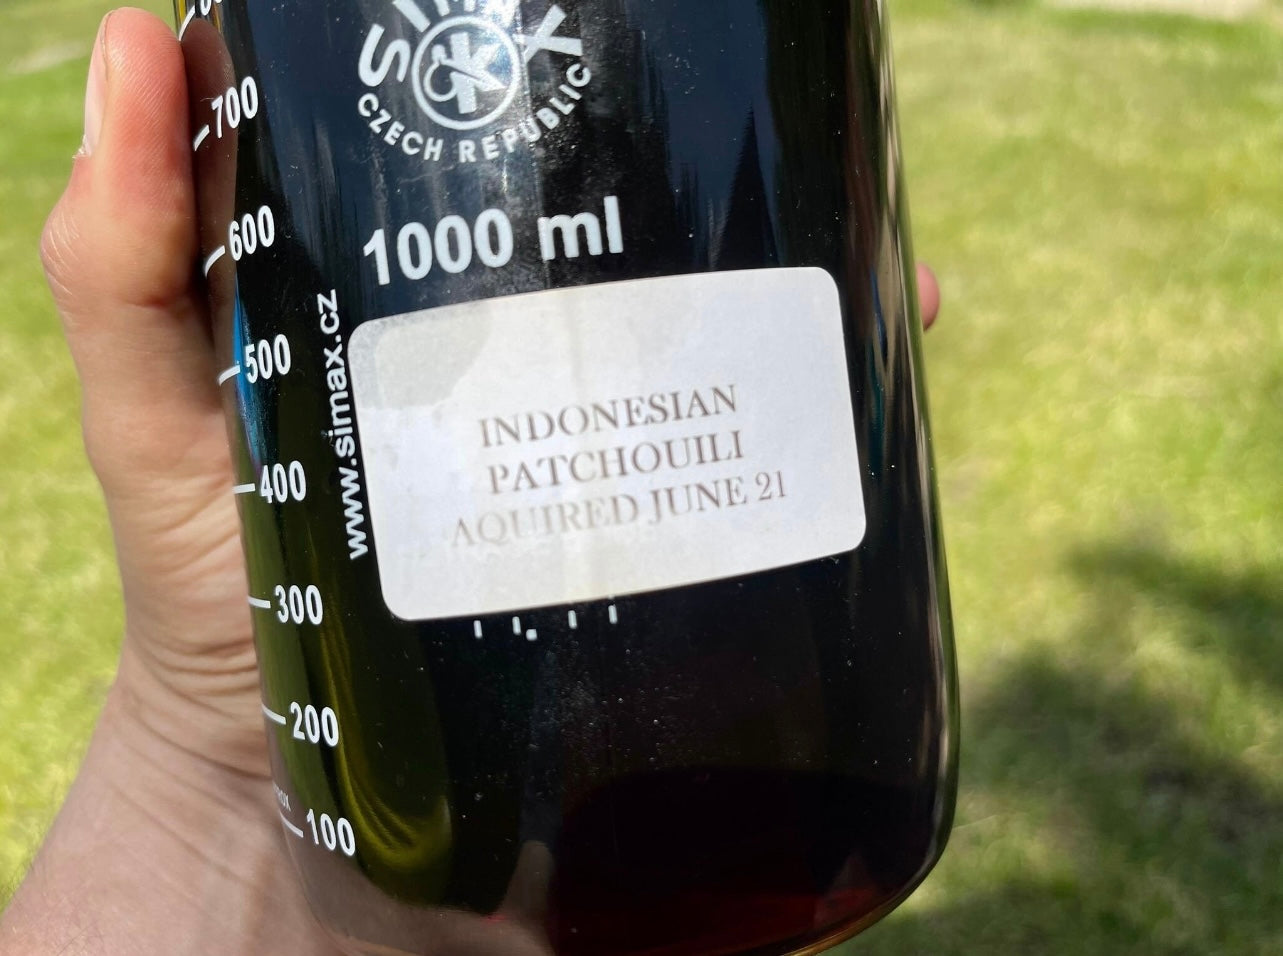 SIMAX
CZECH REPUBLIC
1000 ml
www.simax.cz
700
600
500
400
300
200
100
INDONESIAN
PATCHOUILI
AQUIRED JUNE 21